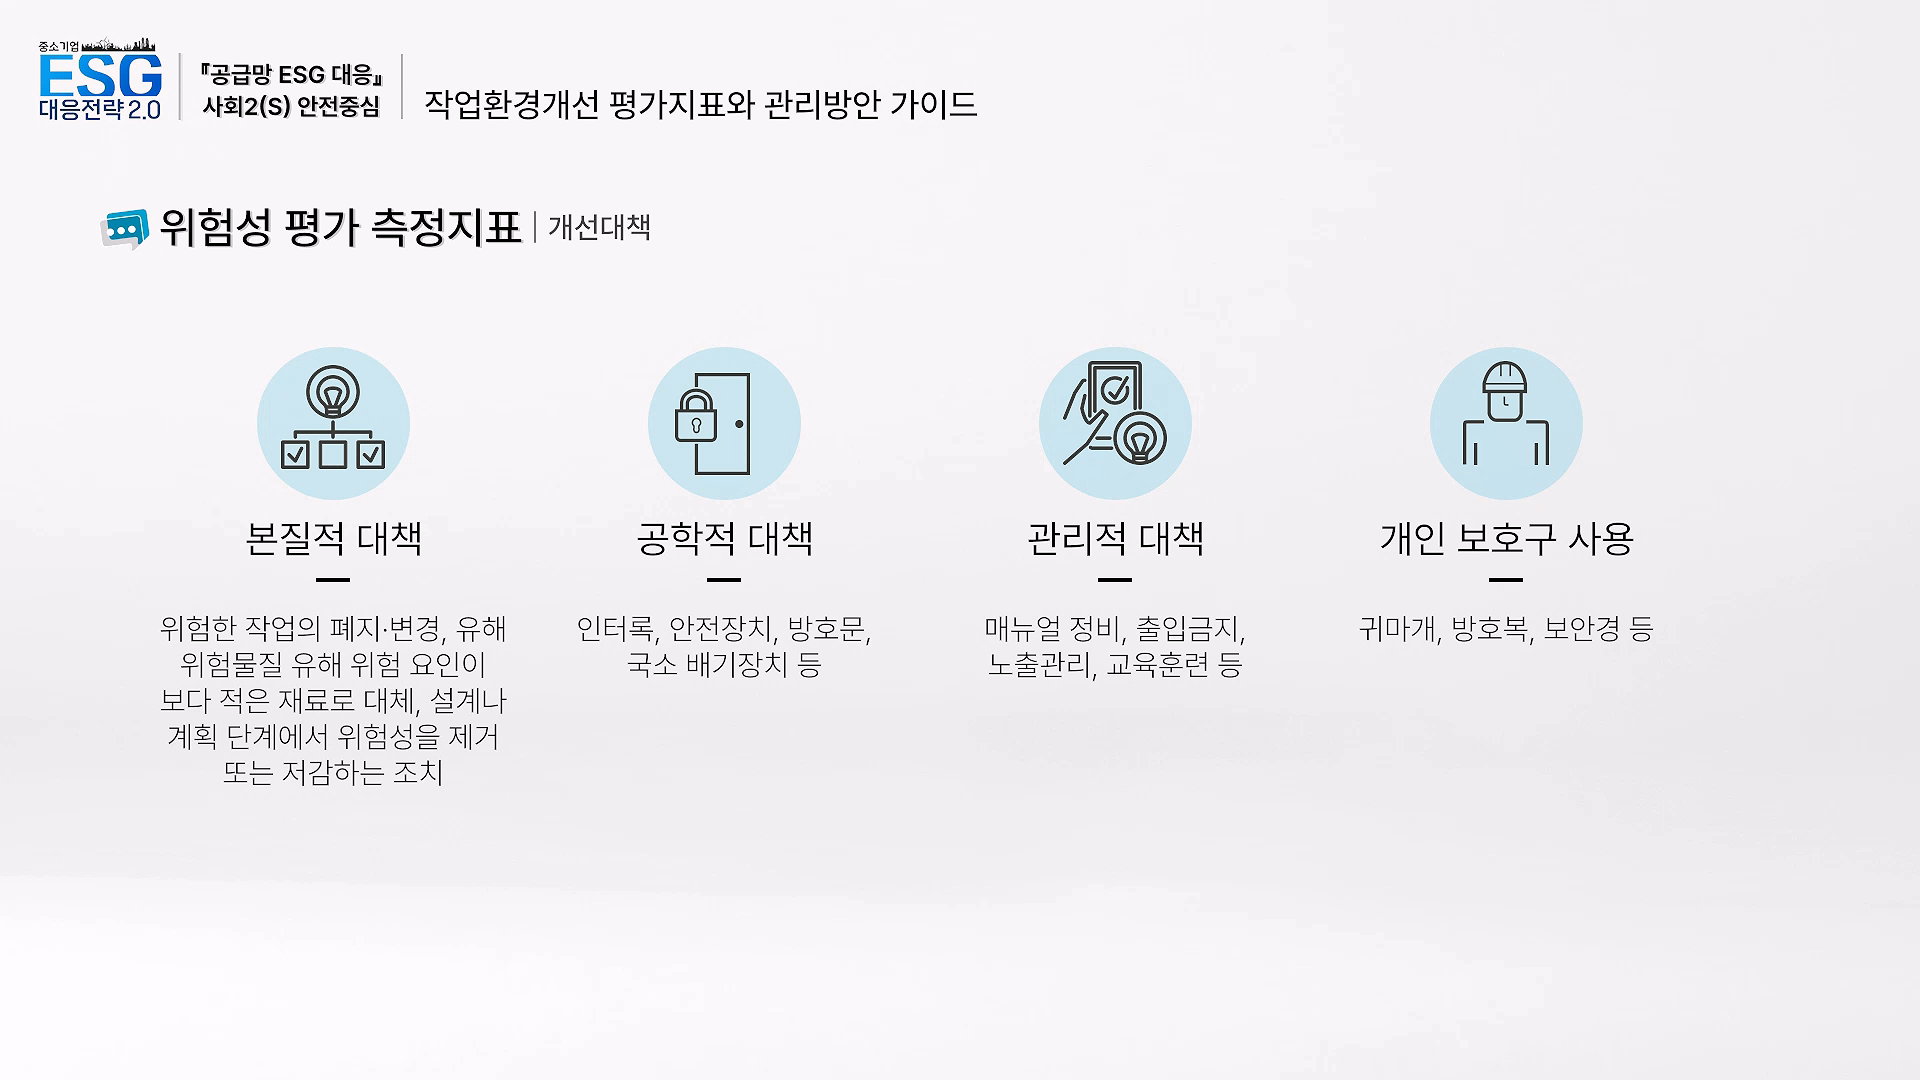 중소기업
ESG
대응전략 2.0
『공급망 ESG 대응』
사회2(S) 안전중심
작업환경개선 평가지표와 관리방안 가이드
위험성 평가 측정지표 | 개선대책
본질적 대책
위험한 작업의 폐지·변경, 유해
위험물질 유해 위험 요인이
보다 적은 재료로 대체, 설계나
계획 단계에서 위험성을 제거
또는 저감하는 조치
공학적 대책
인터록, 안전장치, 방호문,
국소 배기장치 등
관리적 대책
매뉴얼 정비, 출입금지,
노출관리, 교육훈련 등
개인 보호구 사용
귀마개, 방호복, 보안경 등